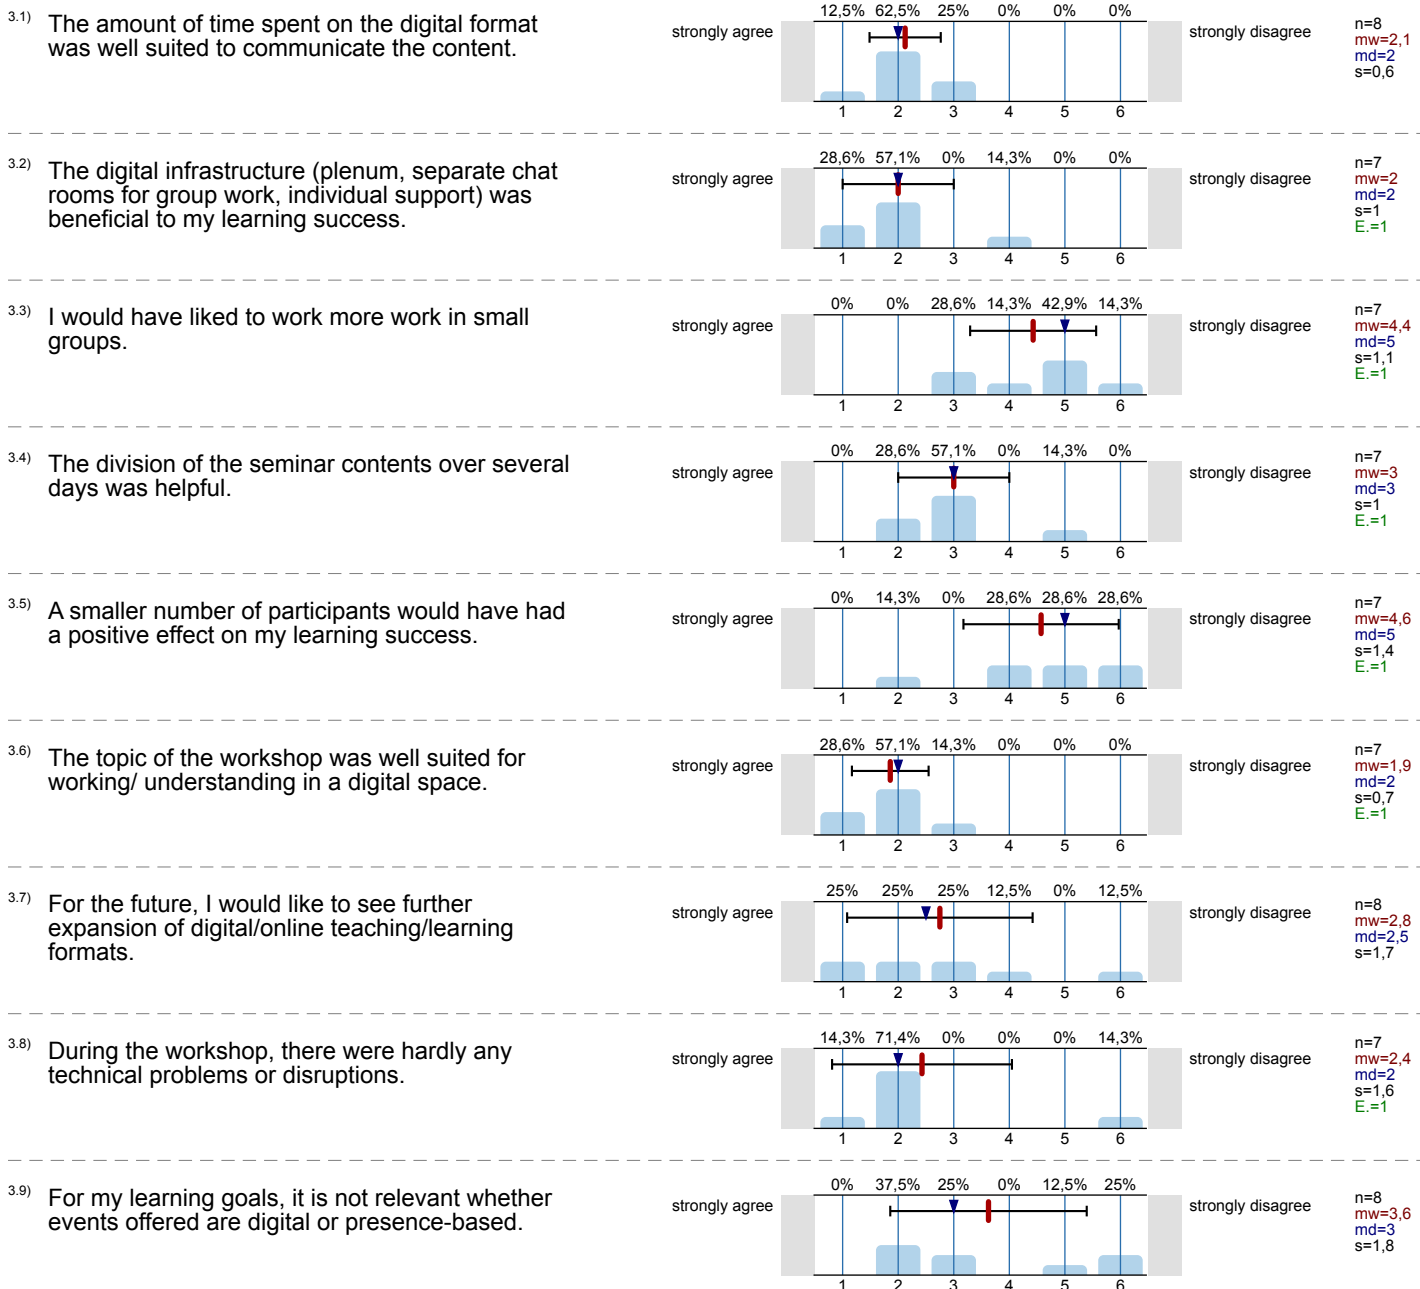 3.1) The amount of time spent on the digital format
was well suited to communicate the content.
12,5% 62,5% 25% 0% 0% 0%
strongly agree strongly disagree
1 2 3 4 5 6
n=8
mw=2,1
md=2
s=0,6
3.2) The digital infrastructure (plenum, separate chat
rooms for group work, individual support) was
beneficial to my learning success.
28,6% 57,1% 0% 14,3% 0% 0%
strongly agree strongly disagree
1 2 3 4 5 6
n=7
mw=2
md=2
s=1
E.=1
3.3) I would have liked to work more work in small
groups.
0% 0% 28,6% 14,3% 42,9% 14,3%
strongly agree strongly disagree
1 2 3 4 5 6
n=7
mw=4,4
md=5
s=1,1
E.=1
3.4) The division of the seminar contents over several
days was helpful.
0% 28,6% 57,1% 0% 14,3% 0%
strongly agree strongly disagree
1 2 3 4 5 6
n=7
mw=3
md=3
s=1
E.=1
3.5) A smaller number of participants would have had
a positive effect on my learning success.
0% 14,3% 0% 28,6% 28,6% 28,6%
strongly agree strongly disagree
1 2 3 4 5 6
n=7
mw=4,6
md=5
s=1,4
E.=1
3.6) The topic of the workshop was well suited for
working/ understanding in a digital space.
28,6% 57,1% 14,3% 0% 0% 0%
strongly agree strongly disagree
1 2 3 4 5 6
n=7
mw=1,9
md=2
s=0,7
E.=1
3.7) For the future, I would like to see further
expansion of digital/online teaching/learning
formats.
25% 25% 25% 12,5% 0% 12,5%
strongly agree strongly disagree
1 2 3 4 5 6
n=8
mw=2,8
md=2,5
s=1,7
3.8) During the workshop, there were hardly any
technical problems or disruptions.
14,3% 71,4% 0% 0% 0% 14,3%
strongly agree strongly disagree
1 2 3 4 5 6
n=7
mw=2,4
md=2
s=1,6
E.=1
3.9) For my learning goals, it is not relevant whether
events offered are digital or presence-based.
0% 37,5% 25% 0% 12,5% 25%
strongly agree strongly disagree
1 2 3 4 5 6
n=8
mw=3,6
md=3
s=1,8